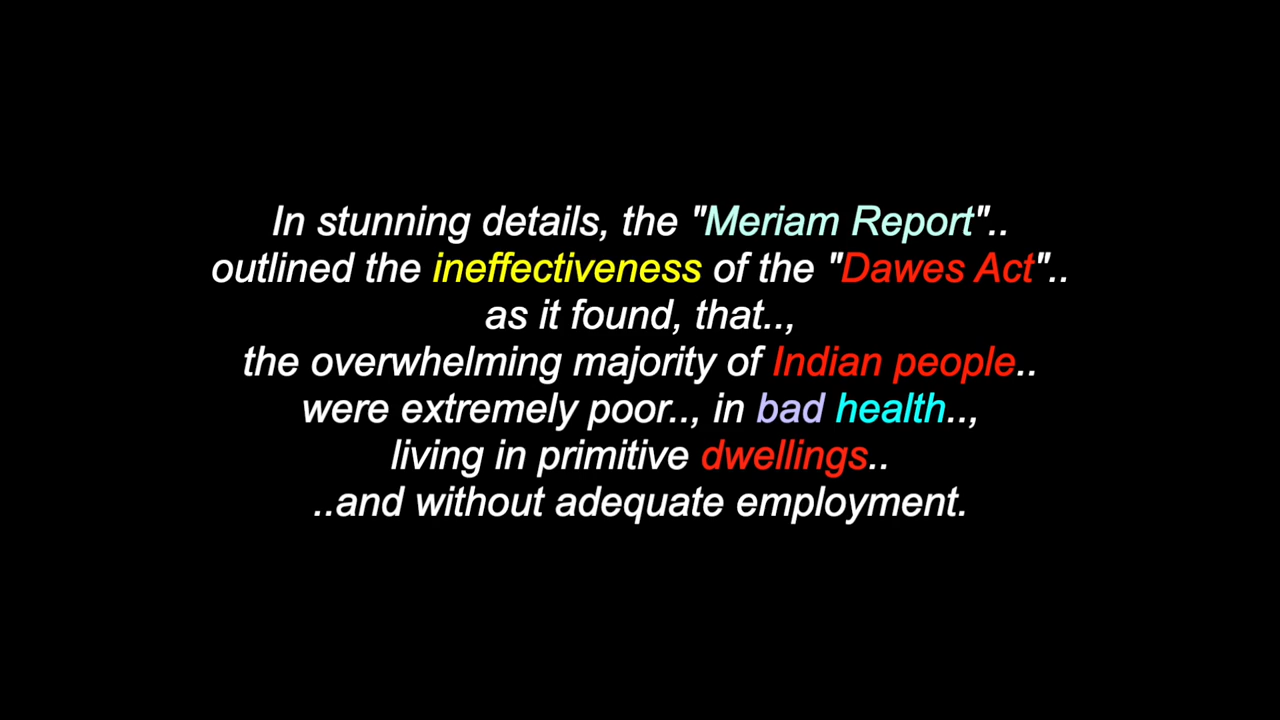 In stunning details, the "Meriam Report"..
outlined the ineffectiveness of the "Dawes Act"..
as it found, that..,
the overwhelming majority of Indian people..
were extremely poor.., in bad health..,
living in primitive dwellings..
..and without adequate employment.